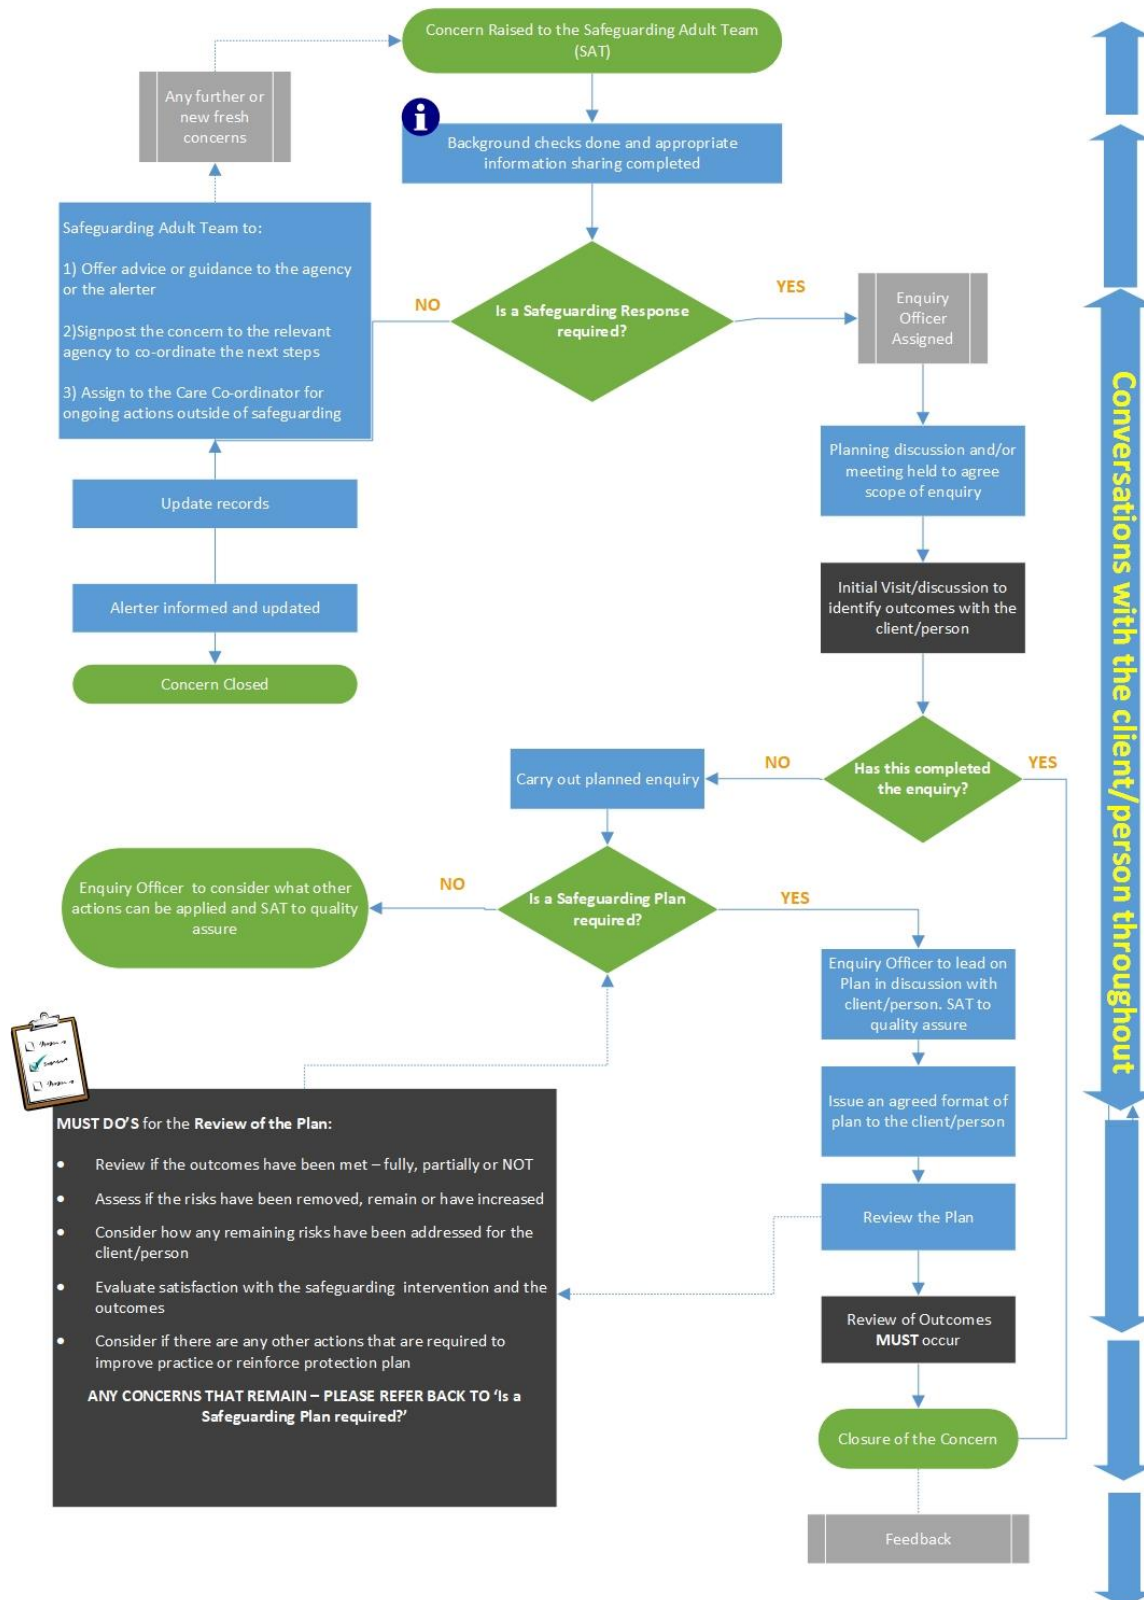 Concern Raised to the Safeguarding Adult Team
(SAT)
Any further or
new fresh
concerns
i
Background checks done and appropriate
information sharing completed
Safeguarding Adult Team to:
1) Offer advice or guidance to the agency
or the alerter
2)Signpost the concern to the relevant
agency to co-ordinate the next steps
3) Assign to the Care Co-ordinator for
ongoing actions outside of safeguarding
NO
Is a Safeguarding Response
required?
YES
Enquiry
Officer
Assigned
Planning discussion and/or
meeting held to agree
scope of enquiry
Update records
Initial Visit/discussion to
identify outcomes with the
client/person
Alerter informed and updated
Concern Closed
Has this completed
the enquiry?
NO
YES
Carry out planned enquiry
Is a Safeguarding Plan
required?
NO
YES
Enquiry Officer to consider what other
actions can be applied and SAT to quality
assure
Enquiry Officer to lead on
Plan in discussion with
client/person. SAT to
quality assure
Issue an agreed format of
plan to the client/person
Review the Plan
MUST DO'S for the Review of the Plan:
• Review if the outcomes have been met – fully, partially or NOT
• Assess if the risks have been removed, remain or have increased
• Consider how any remaining risks have been addressed for the
client/person
• Evaluate satisfaction with the safeguarding intervention and the
outcomes
• Consider if there are any other actions that are required to
improve practice or reinforce protection plan
ANY CONCERNS THAT REMAIN – PLEASE REFER BACK TO 'Is a
Safeguarding Plan required?'
Review of Outcomes
MUST occur
Closure of the Concern
Feedback
Conversations with the client/person throughout